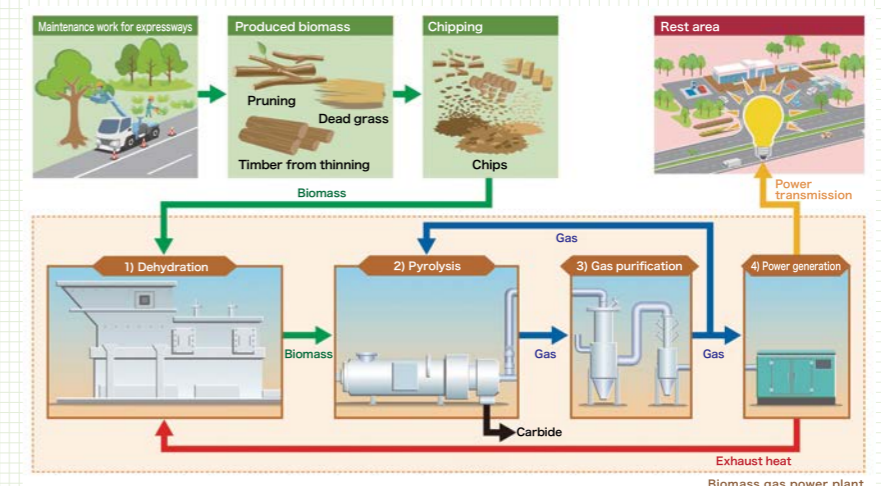 Maintenance work for expressways
Produced biomass
Chipping
Rest area
Pruning
Dead grass
Timber from thinning
Chips
Biomass
Power
transmission
Gas
1) Dehydration
2) Pyrolysis
3) Gas purification
4) Power generation
Biomass
Gas
Gas
Carbide
Exhaust heat
Biomass gas power plant